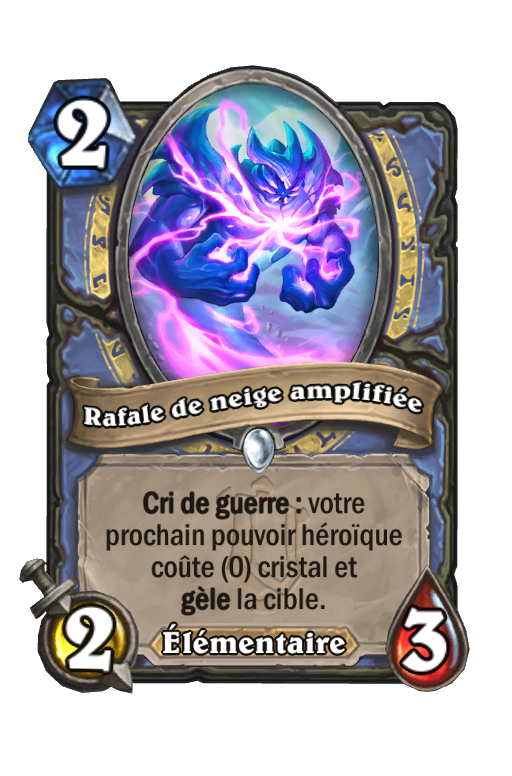 2
Rafale de neige amplifiée
Cri de guerre : votre
prochain pouvoir héroïque
coûte (0) cristal et
gèle la cible.
2
Élémentaire
3